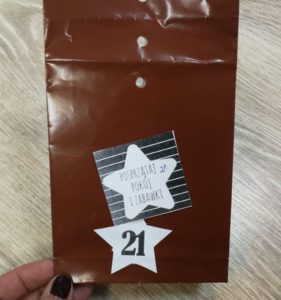 POSPRZĄTAJ
POKÓJ
I ZABAWKI
21